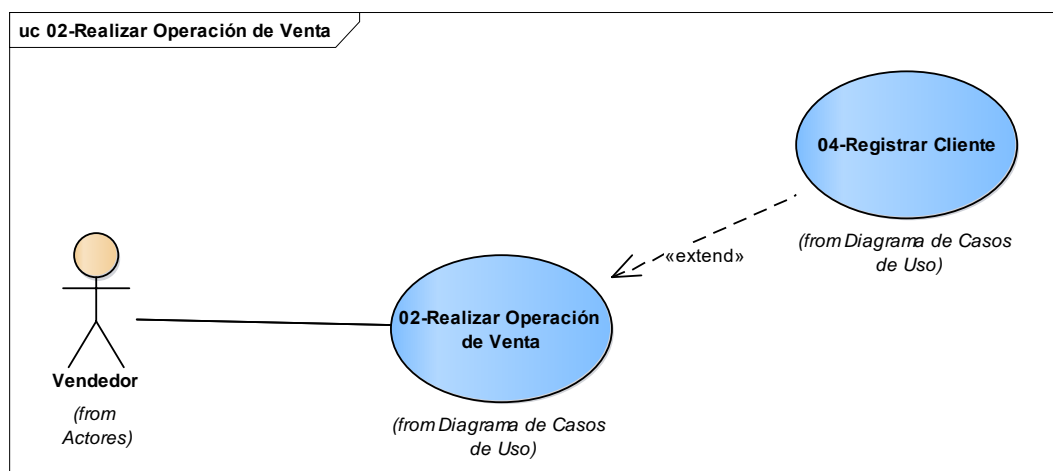 uc 02-Realizar Operación de Venta
04-Registrar Cliente
(from Diagrama de Casos
de Uso)
«extend»
02-Realizar Operación
de Venta
(from Diagrama de Casos
de Uso)
Vendedor
(from
Actores)